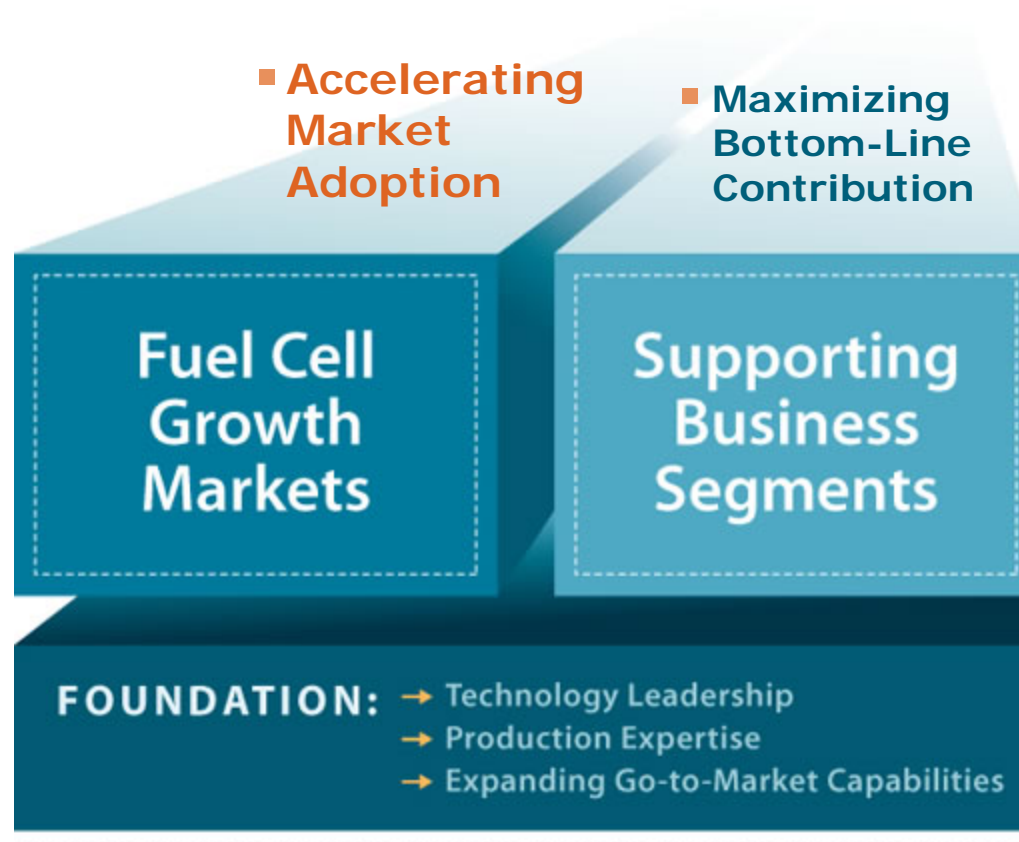 Accelerating
Market
Adoption
Maximizing
Bottom-Line
Contribution
Fuel Cell
Growth
Markets
Supporting
Business
Segments
FOUNDATION: → Technology Leadership
→ Production Expertise
→ Expanding Go-to-Market Capabilities